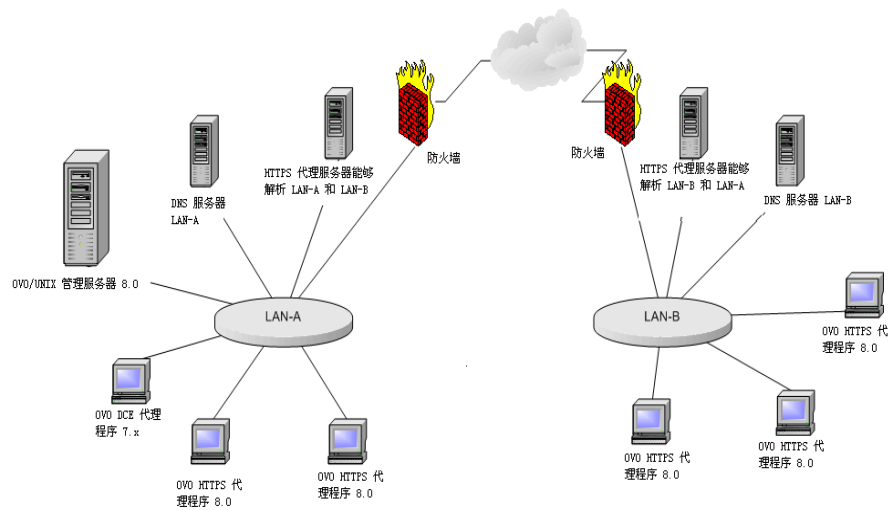 防火墙
防火墙
HTTPS 代理服务器能够
解析 LAN-A 和 LAN-B
HTTPS 代理服务器能够
解析 LAN-B 和 LAN-A
DNS 服务器
LAN-A
DNS 服务器 LAN-B
OVO/UNIX 管理服务器 8.0
LAN-A
LAN-B
OVO HTTPS 代
理程序 8.0
OVO DCE 代理
程序 7.x
OVO HTTPS 代
理程序 8.0
OVO HTTPS 代
理程序 8.0
OVO HTTPS 代
理程序 8.0
OVO HTTPS 代
理程序 8.0